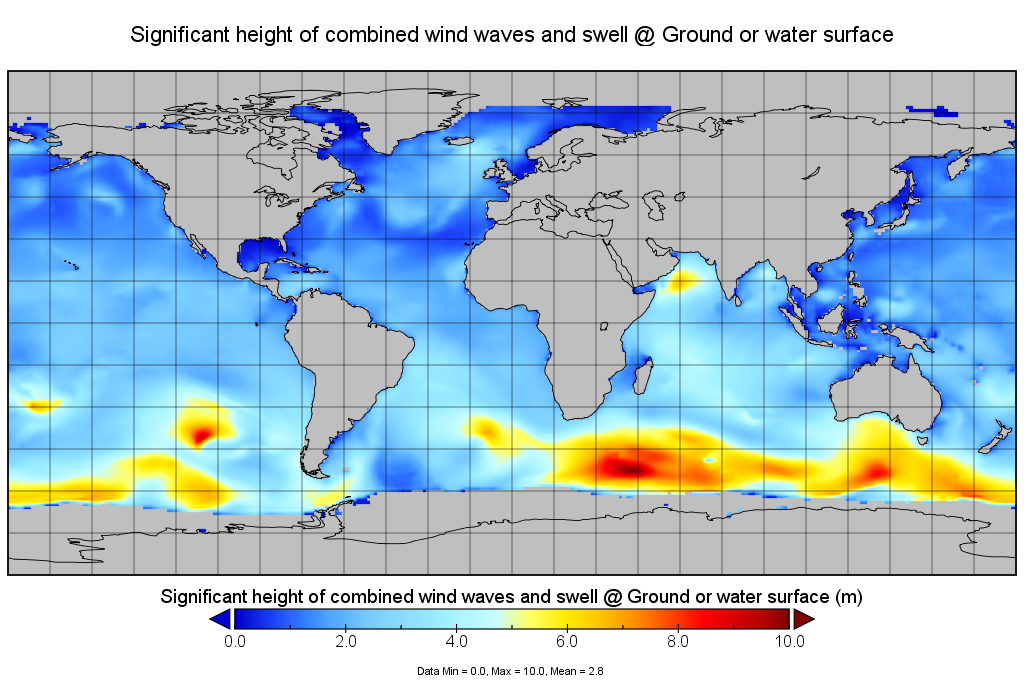 Significant height of combined wind waves and swell @ Ground or water surface
Significant height of combined wind waves and swell @ Ground or water surface (m)
0.0 2.0 4.0 6.0 8.0 10.0
Data Min = 0.0, Max = 10.0, Mean = 2.8